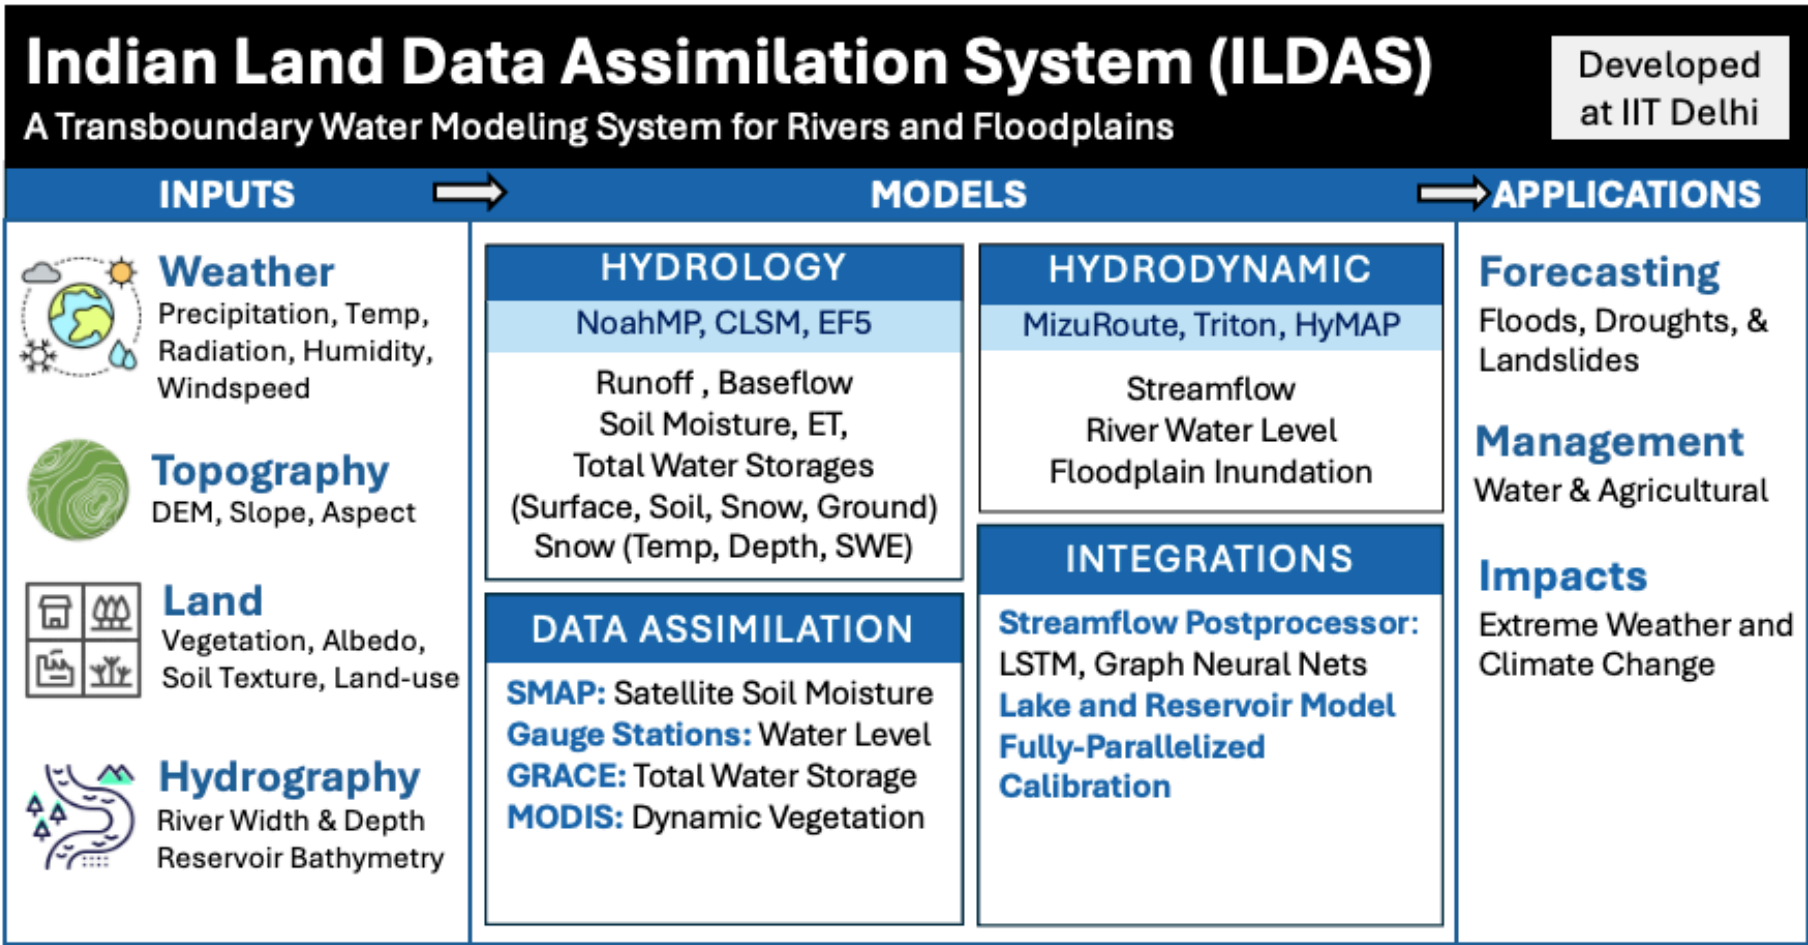 Indian Land Data Assimilation System (ILDAS)
A Transboundary Water Modeling System for Rivers and Floodplains
Developed
at IIT Delhi
INPUTS
MODELS
APPLICATIONS
Weather
Precipitation, Temp,
Radiation, Humidity,
Windspeed
Topography
DEM, Slope, Aspect
Land
Vegetation, Albedo,
Soil Texture, Land-use
Hydrography
River Width & Depth
Reservoir Bathymetry
HYDROLOGY
NoahMP, CLSM, EF5
Runoff , Baseflow
Soil Moisture, ET,
Total Water Storages
(Surface, Soil, Snow, Ground)
Snow (Temp, Depth, SWE)
DATA ASSIMILATION
SMAP: Satellite Soil Moisture
Gauge Stations: Water Level
GRACE: Total Water Storage
MODIS: Dynamic Vegetation
HYDRODYNAMIC
MizuRoute, Triton, HyMAP
Streamflow
River Water Level
Floodplain Inundation
INTEGRATIONS
Streamflow Postprocessor:
LSTM, Graph Neural Nets
Lake and Reservoir Model
Fully-Parallelized
Calibration
Forecasting
Floods, Droughts, &
Landslides
Management
Water & Agricultural
Impacts
Extreme Weather and
Climate Change